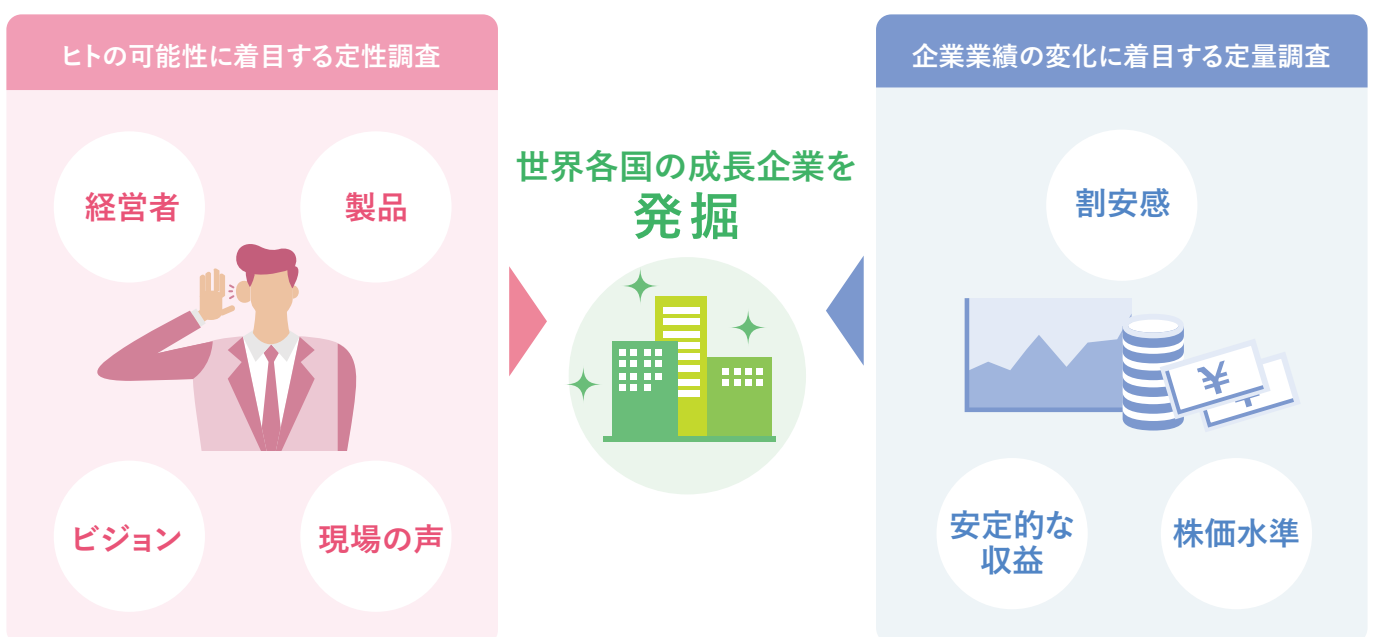 ヒトの可能性に着目する定性調査
経営者
製品
ビジョン
現場の声
世界各国の成長企業を
発掘
企業業績の変化に着目する定量調査
割安感
¥
¥
安定的な
収益
株価水準